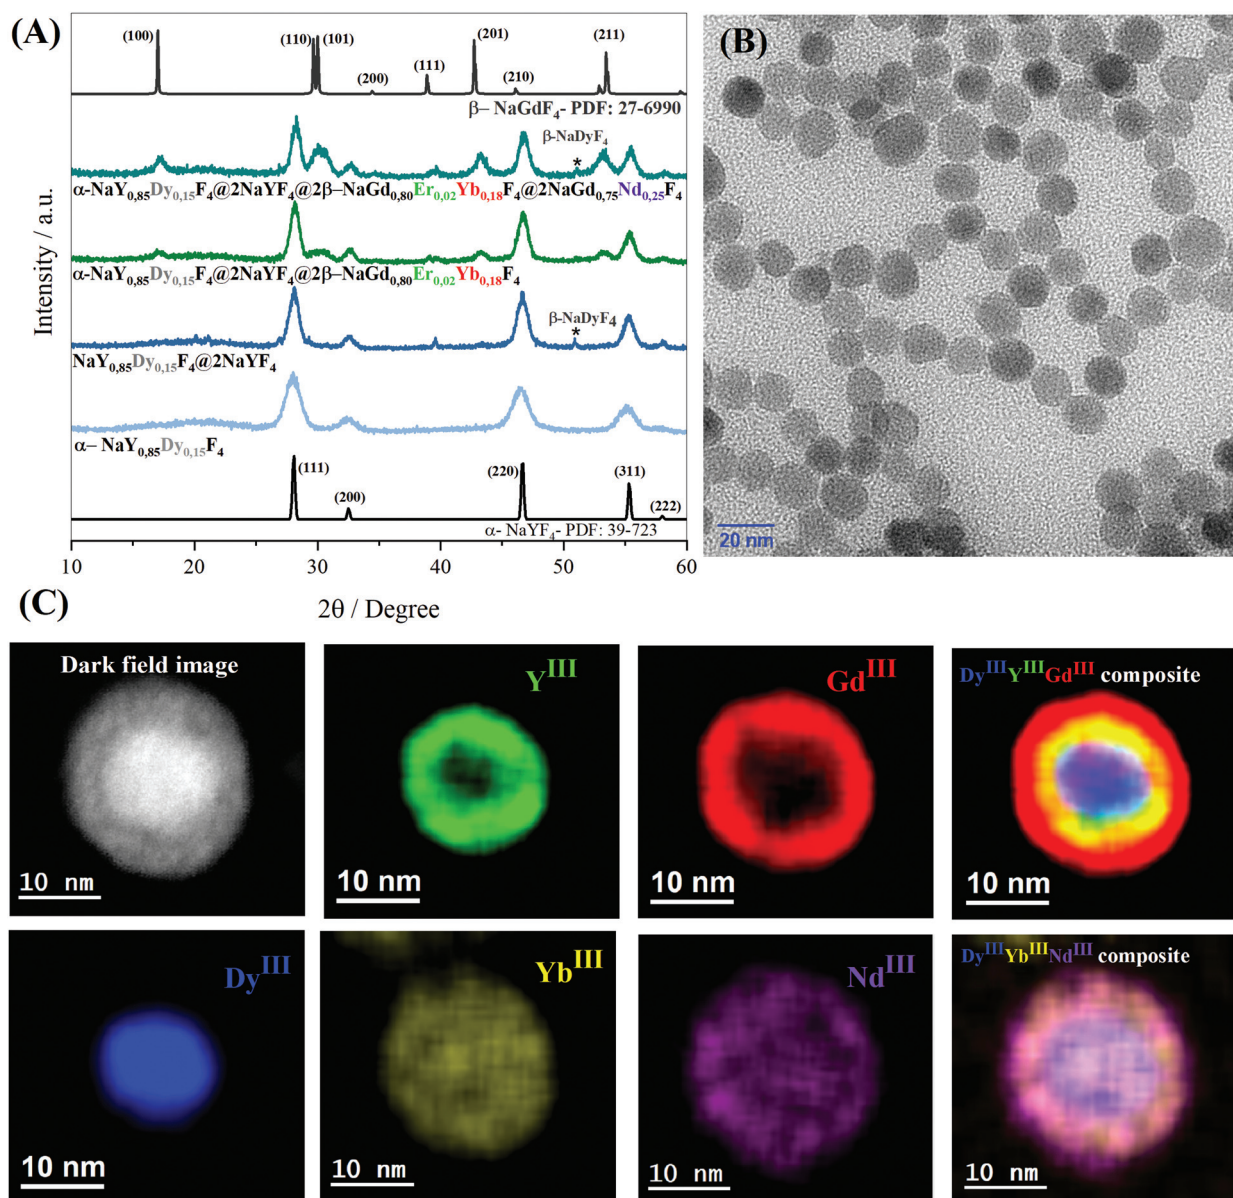 (A)
(100)
(110)
(101)
(200)
(111)
(201)
(210)
(211)
β– NaGdF₄- PDF: 27-6990
β-NaDyF₄
*
α-NaY₀,₈₅Dy₀,₁₅F₄@2NaYF₄@2β–NaGd₀,₈₀Er₀,₀₂Yb₀,₁₈F₄@2NaGd₀,₇₅Nd₀,₂₅F₄
α-NaY₀,₈₅Dy₀,₁₅F₄@2NaYF₄@2β–NaGd₀,₈₀Er₀,₀₂Yb₀,₁₈F₄
β-NaDyF₄
*
NaY₀,₈₅Dy₀,₁₅F₄@2NaYF₄
α– NaY₀,₈₅Dy₀,₁₅F₄
(111)
(200)
(220)
(311)
(222)
α- NaYF₄- PDF: 39-723
Intensity / a.u.
10 20 30 40 50 60
2θ / Degree
(B)
20 nm
(C)
Dark field image
10 nm
Yᴵᴵᴵ
10 nm
Gdᴵᴵᴵ
10 nm
DyᴵᴵᴵYᴵᴵᴵGdᴵᴵᴵ composite
10 nm
Dyᴵᴵᴵ
10 nm
Ybᴵᴵᴵ
10 nm
Ndᴵᴵᴵ
10 nm
DyᴵᴵᴵYbᴵᴵᴵNdᴵᴵᴵ composite
10 nm